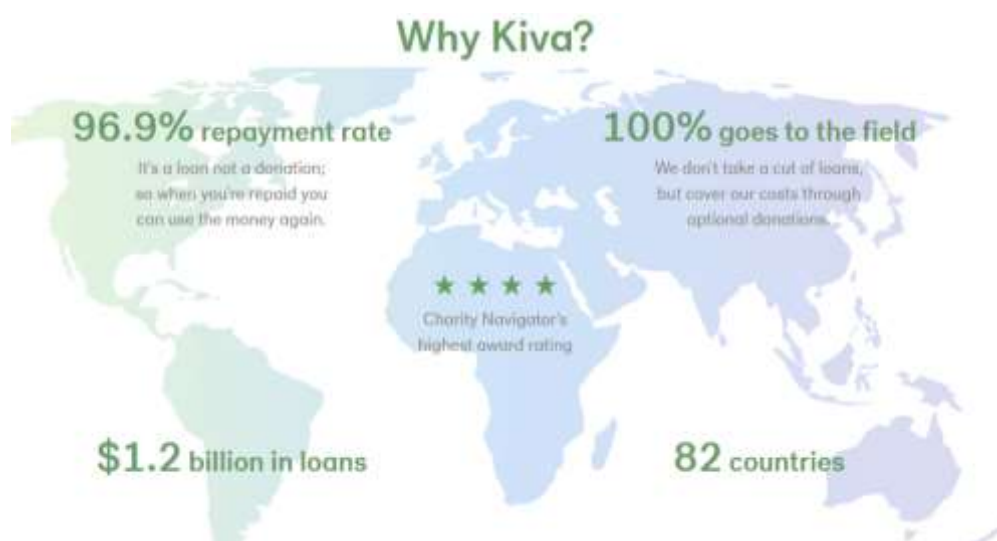 Why Kiva?
96.9% repayment rate
It's a loan not a donation;
so when you're repaid you
can use the money again.
100% goes to the field
We don't take a cut of loans,
but cover our costs through
optional donations.
★ ★ ★ ★
Charity Navigator's
highest award rating
$1.2 billion in loans
82 countries